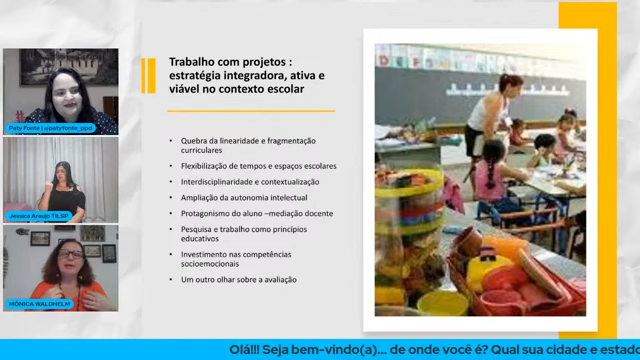 Trabalho com projetos :
estratégia integradora, ativa e
viável no contexto escolar
• Quebra da linearidade e fragmentação
curriculares
• Flexibilização de tempos e espaços escolares
• Interdisciplinaridade e contextualização
• Ampliação da autonomia intelectual
• Protagonismo do aluno –mediação docente
• Pesquisa e trabalho como princípios
educativos
• Investimento nas competências
socioemocionais
• Um outro olhar sobre a avaliação
Paty Fonte | @patyfonte_ppd
Jessica Araujo TILSP
MÔNICA WALDHELM
Olá!!! Seja bem-vindo(a)... de onde você é? Qual sua cidade e estado